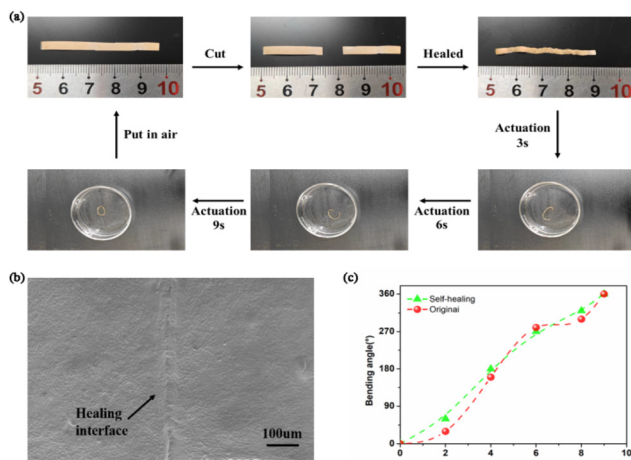 (a)
Cut
Healed
5 6 7 8 9 10
5 6 7 8 9 10
5 6 7 8 9 10
Put in air
Actuation
3s
Actuation
9s
Actuation
6s
(b)
Healing
interface
100um
(c)
Self-healing
Originai
Bending angle(°)
360
270
180
90
0
0 2 4 6 8 10